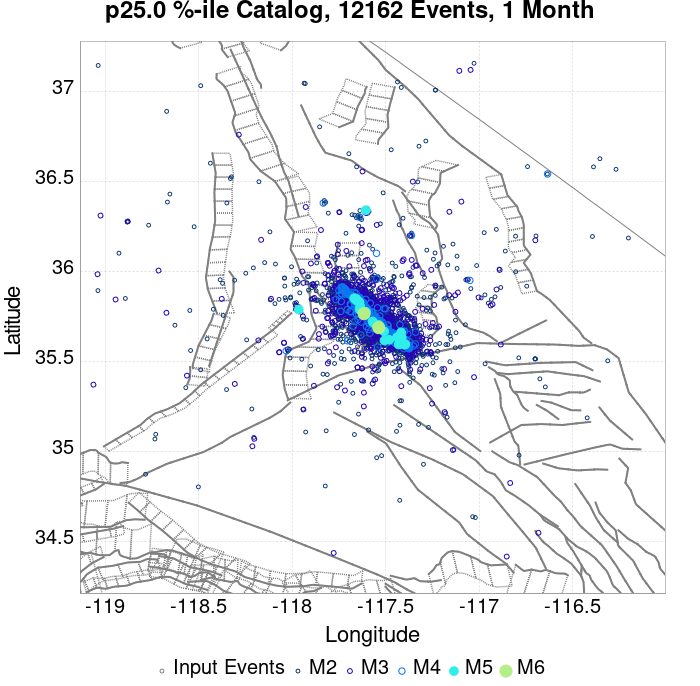 p25.0 %-ile Catalog, 12162 Events, 1 Month
37
36.5
36
35.5
35
34.5
Latitude
-119 -118.5 -118 -117.5 -117 -116.5
Longitude
Input Events M2 M3 M4 M5 M6